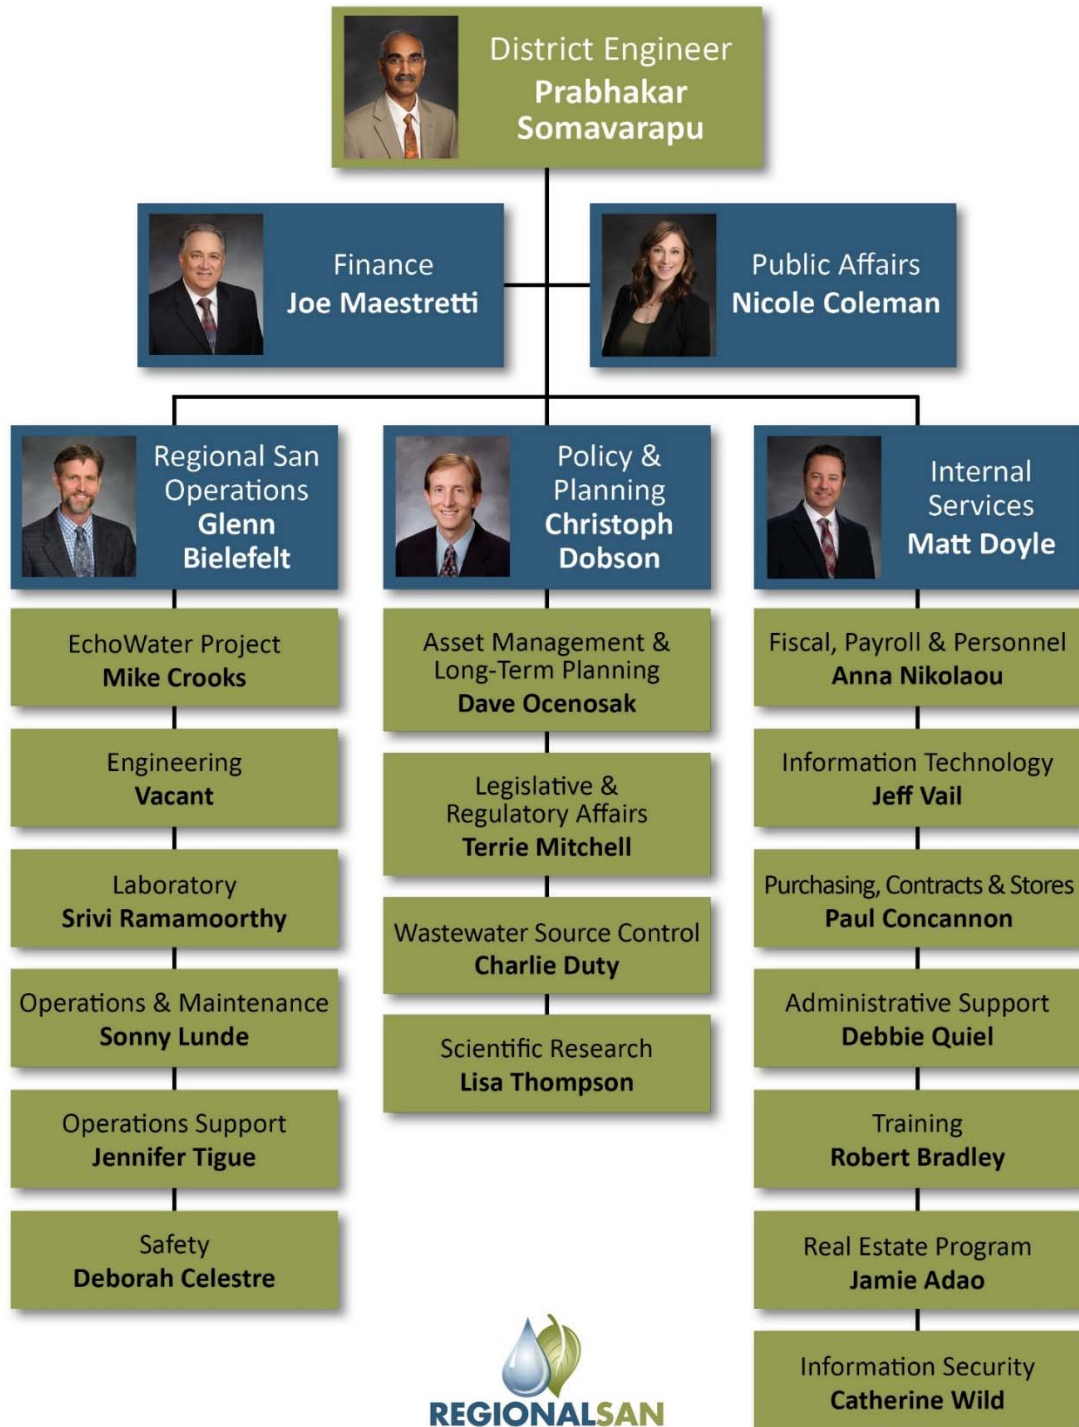 District Engineer
Prabhakar
Somavarapu
Finance
Joe Maestretti
Public Affairs
Nicole Coleman
Regional San
Operations
Glenn
Bielefelt
EchoWater Project
Mike Crooks
Engineering
Vacant
Laboratory
Srivi Ramamoorthy
Operations & Maintenance
Sonny Lunde
Operations Support
Jennifer Tigue
Safety
Deborah Celestre
Policy &
Planning
Christoph
Dobson
Asset Management &
Long-Term Planning
Dave Ocenosak
Legislative &
Regulatory Affairs
Terrie Mitchell
Wastewater Source Control
Charlie Duty
Scientific Research
Lisa Thompson
Internal
Services
Matt Doyle
Fiscal, Payroll & Personnel
Anna Nikolaou
Information Technology
Jeff Vail
Purchasing, Contracts & Stores
Paul Concannon
Administrative Support
Debbie Quiel
Training
Robert Bradley
Real Estate Program
Jamie Adao
Information Security
Catherine Wild
REGIONALSAN